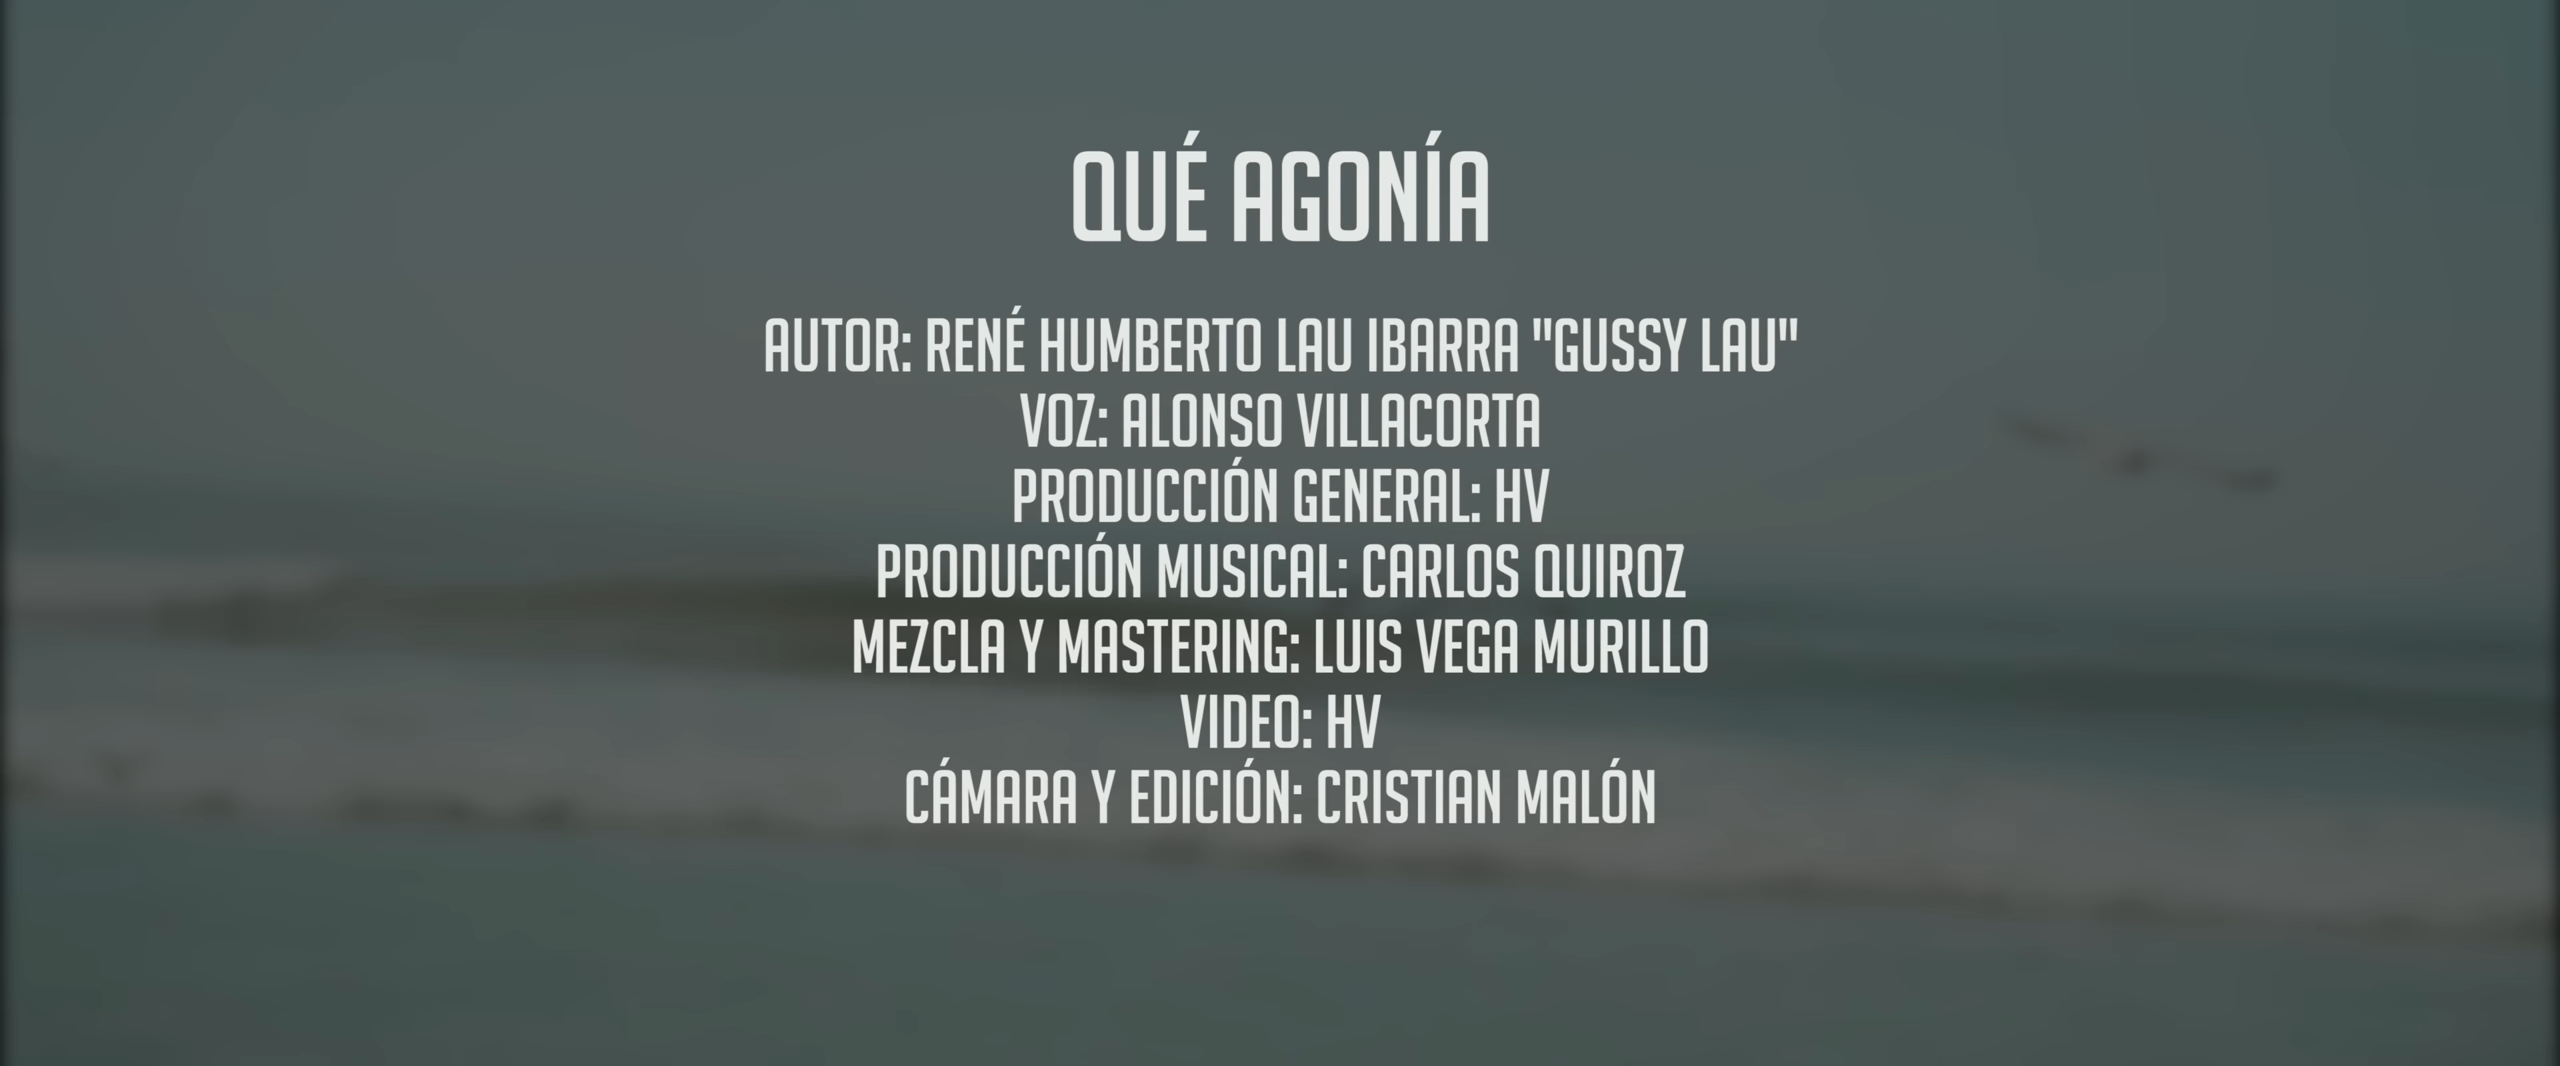 QUÉ AGONÍA
AUTOR: RENÉ HUMBERTO LAU IBARRA "GUSSY LAU"
VOZ: ALONSO VILLACORTA
PRODUCCIÓN GENERAL: HV
PRODUCCIÓN MUSICAL: CARLOS QUIROZ
MEZCLA Y MASTERING: LUIS VEGA MURILLO
VIDEO: HV
CÁMARA Y EDICIÓN: CRISTIAN MALÓN